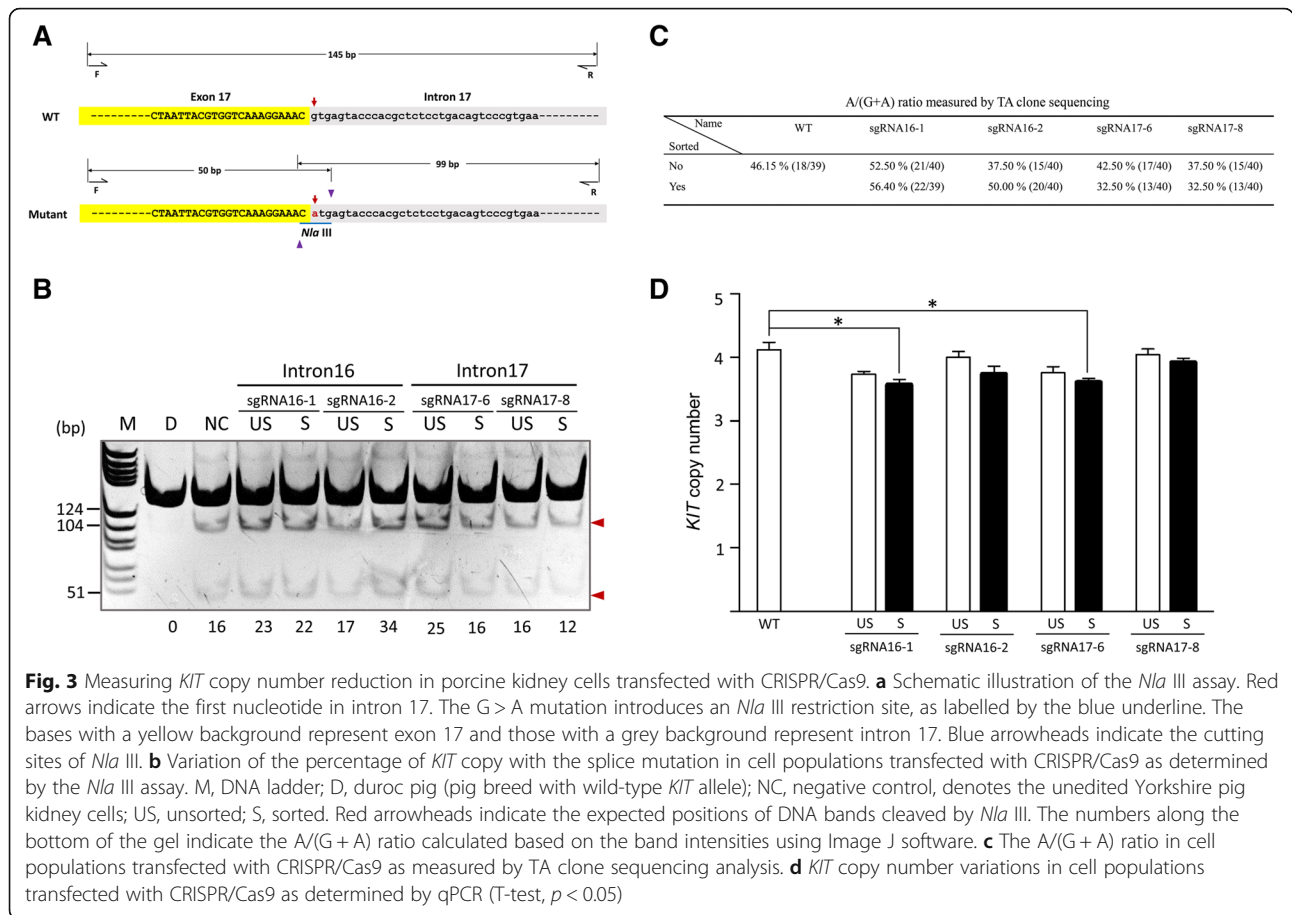 A
145 bp
F
R
Exon 17
Intron 17
WT
---------CTAATTACGTGGTCAAAGGAAAC gtgagtacccacgctctcctgacagtcccgtgaa---------
50 bp
99 bp
F
R
Mutant
---------CTAATTACGTGGTCAAAGGAAAC atgagtacccacgctctcctgacagtcccgtgaa---------
Nla III
C
A/(G+A) ratio measured by TA clone sequencing
Name WT sgRNA16-1 sgRNA16-2 sgRNA17-6 sgRNA17-8
Sorted
No 46.15 % (18/39) 52.50 % (21/40) 37.50 % (15/40) 42.50 % (17/40) 37.50 % (15/40)
Yes 56.40 % (22/39) 50.00 % (20/40) 32.50 % (13/40) 32.50 % (13/40)
B
Intron16 Intron17
sgRNA16-1 sgRNA16-2 sgRNA17-6 sgRNA17-8
(bp) M D NC US S US S US S US S
124
104
51
0 16 23 22 17 34 25 16 16 12
D
KIT copy number
5
4
3
2
1
*
*
WT US S US S US S US S
sgRNA16-1 sgRNA16-2 sgRNA17-6 sgRNA17-8
Fig. 3 Measuring KIT copy number reduction in porcine kidney cells transfected with CRISPR/Cas9. a Schematic illustration of the Nla III assay. Red
arrows indicate the first nucleotide in intron 17. The G > A mutation introduces an Nla III restriction site, as labelled by the blue underline. The
bases with a yellow background represent exon 17 and those with a grey background represent intron 17. Blue arrowheads indicate the cutting
sites of Nla III. b Variation of the percentage of KIT copy with the splice mutation in cell populations transfected with CRISPR/Cas9 as determined
by the Nla III assay. M, DNA ladder; D, duroc pig (pig breed with wild-type KIT allele); NC, negative control, denotes the unedited Yorkshire pig
kidney cells; US, unsorted; S, sorted. Red arrowheads indicate the expected positions of DNA bands cleaved by Nla III. The numbers along the
bottom of the gel indicate the A/(G + A) ratio calculated based on the band intensities using Image J software. c The A/(G + A) ratio in cell
populations transfected with CRISPR/Cas9 as measured by TA clone sequencing analysis. d KIT copy number variations in cell populations
transfected with CRISPR/Cas9 as determined by qPCR (T-test, p < 0.05)